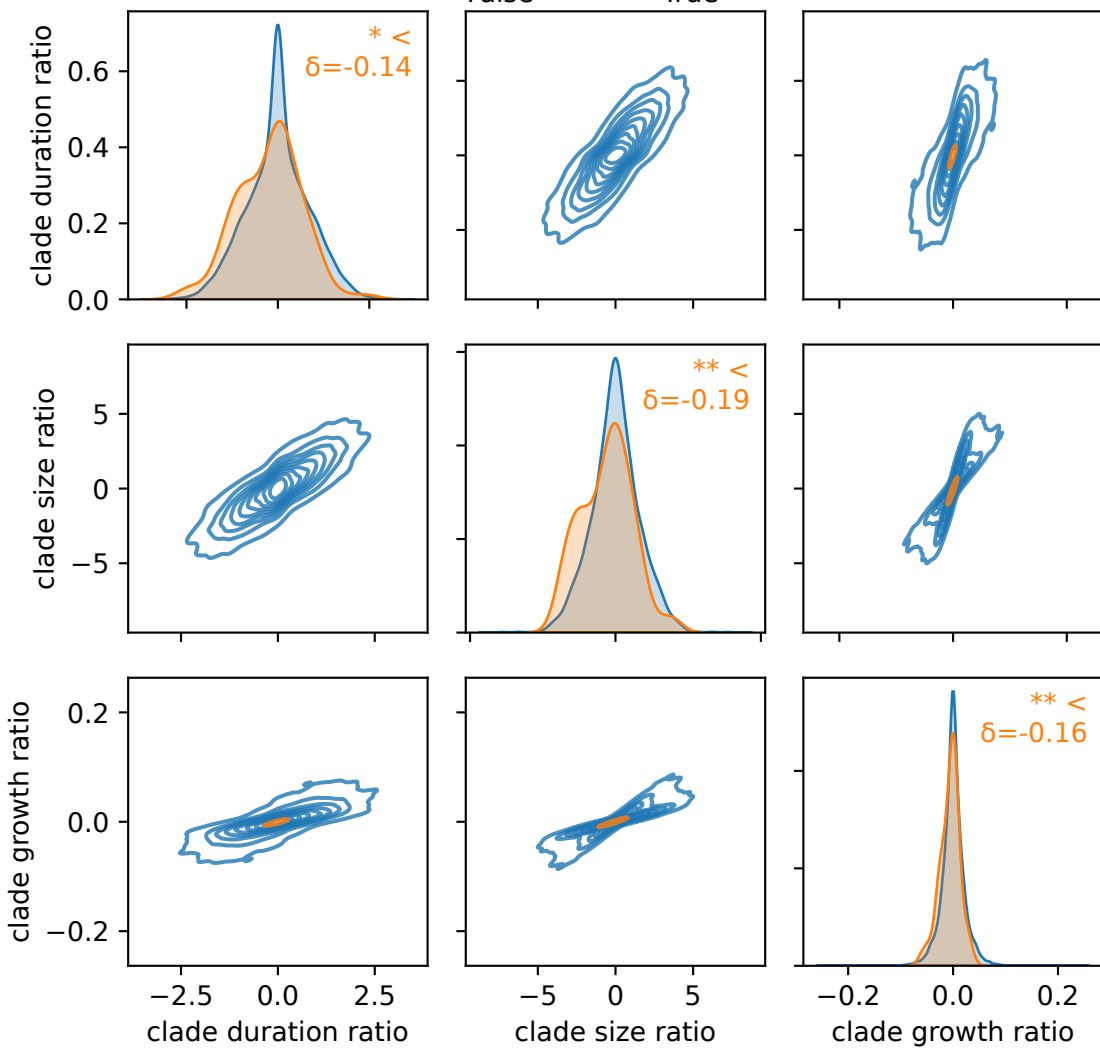 True
* <
δ=-0.14
clade duration ratio
0.6
0.4
0.2
0.0
** <
δ=-0.19
clade size ratio
5
0
−5
** <
δ=-0.16
clade growth ratio
0.2
0.0
−0.2
−2.5 0.0 2.5 −5 0 5 −0.2 0.0 0.2
clade duration ratio clade size ratio clade growth ratio